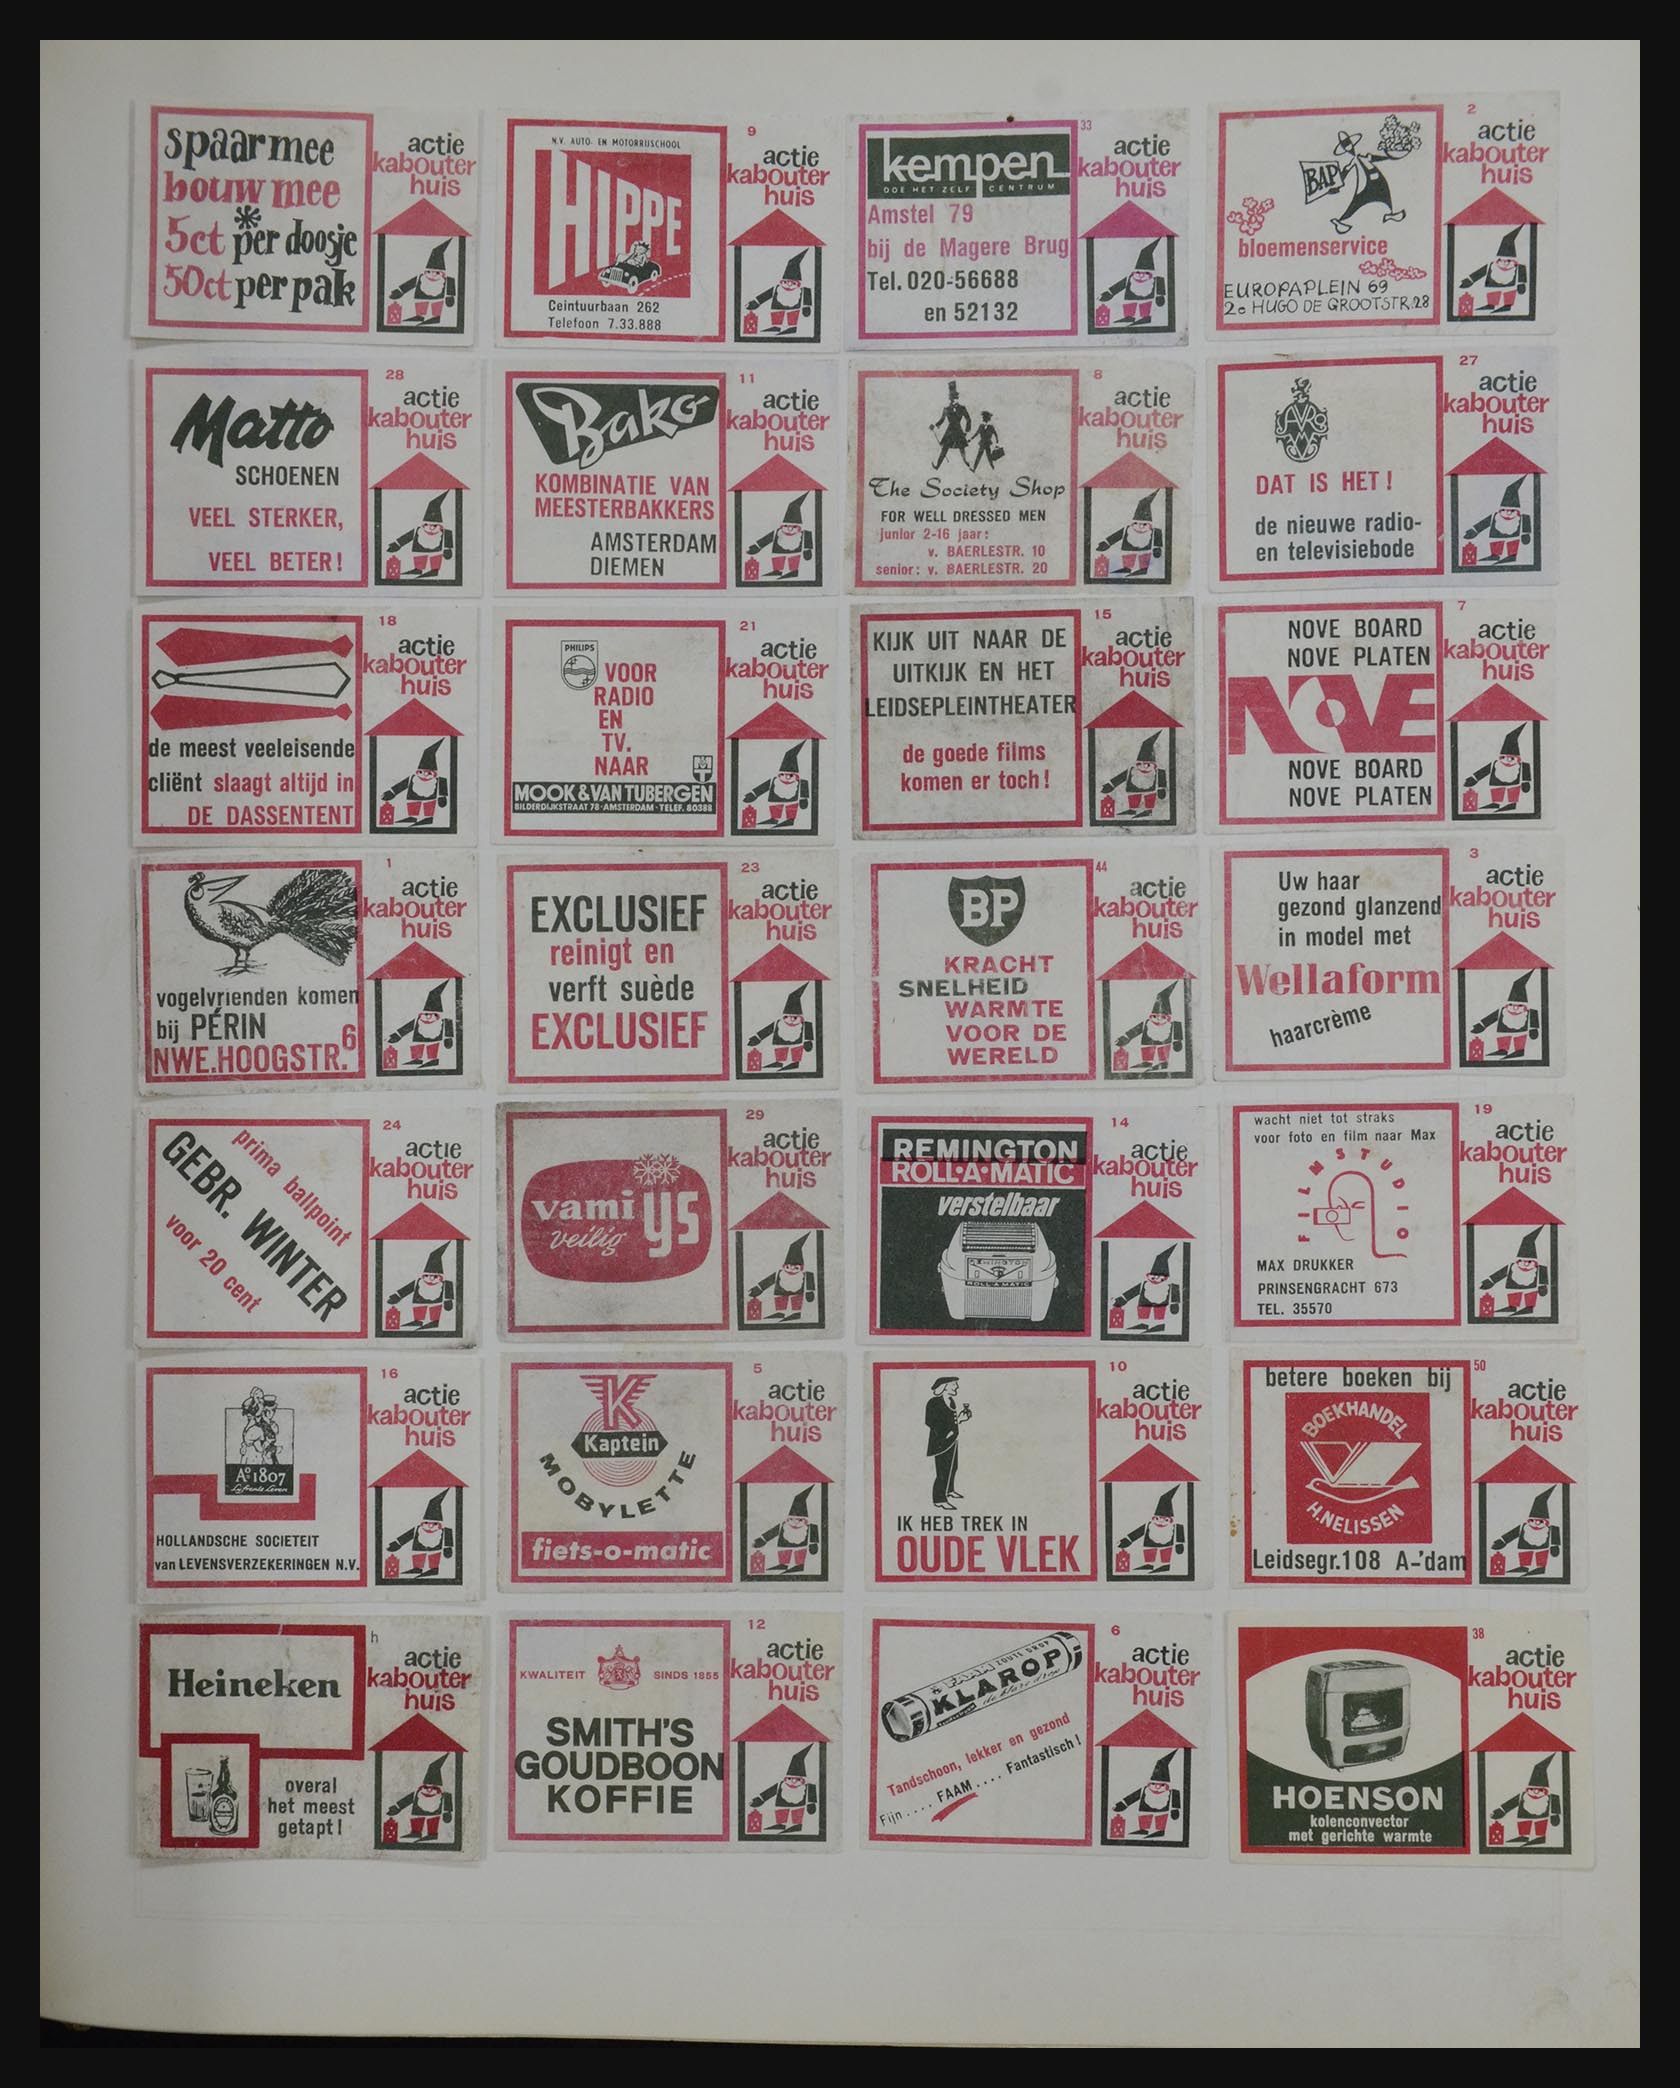 spaar mee
bouw mee
5ct per doosje
50ct per pak
actie
kabouter
huis
N.V. AUTO- EN MOTORRIJSCHOOL
HIPPE
Ceintuurbaan 262
Telefoon 7.33.888
9
actie
kabouter
huis
kempen
DOE HET ZELF CENTRUM
Amstel 79
bij de Magere Brug
Tel. 020-56688
en 52132
33
actie
kabouter
huis
BAP
bloemenservice
EUROPAPLEIN 69
2e HUGO DE GROOTSTR. 28
2
actie
kabouter
huis
Matto
SCHOENEN
VEEL STERKER,
VEEL BETER!
28
actie
kabouter
huis
Bako
KOMBINATIE VAN
MEESTERBAKKERS
AMSTERDAM
DIEMEN
11
actie
kabouter
huis
The Society Shop
FOR WELL DRESSED MEN
junior 2-16 jaar:
v. BAERLESTR. 10
senior: v. BAERLESTR. 20
8
actie
kabouter
huis
DAT IS HET!
de nieuwe radio-
en televisiebode
27
actie
kabouter
huis
de meest veeleisende
cliënt slaagt altijd in
DE DASSENTENT
18
actie
kabouter
huis
PHILIPS
VOOR
RADIO
EN
TV.
NAAR
MOOK & VAN TUBERGEN
BILDERDIJKSTRAAT 78 · AMSTERDAM · TELEF. 80388
21
actie
kabouter
huis
KIJK UIT NAAR DE
UITKIJK EN HET
LEIDSEPLEINTHEATER
de goede films
komen er toch!
15
actie
kabouter
huis
NOVE BOARD
NOVE PLATEN
NOVE
NOVE BOARD
NOVE PLATEN
7
actie
kabouter
huis
vogelvrienden komen
bij PÉRIN
NWE. HOOGSTR. 6
1
actie
kabouter
huis
EXCLUSIEF
reinigt en
verft suède
EXCLUSIEF
23
actie
kabouter
huis
BP
KRACHT
SNELHEID
WARMTE
VOOR DE
WERELD
44
actie
kabouter
huis
Uw haar
gezond glanzend
in model met
Wellaform
haarcrème
3
actie
kabouter
huis
prima ballpoint
GEBR. WINTER
voor 20 cent
24
actie
kabouter
huis
vami ys
veilig
29
actie
kabouter
huis
REMINGTON
ROLL·A·MATIC
verstelbaar
REMINGTON
ROLL A MATIC
14
actie
kabouter
huis
wacht niet tot straks
voor foto en film naar Max
FILMSTUDIO
MAX DRUKKER
PRINSENGRACHT 673
TEL. 35570
19
actie
kabouter
huis
Ao 1807
HOLLANDSCHE SOCIETEIT
van LEVENSVERZEKERINGEN N.V.
16
actie
kabouter
huis
K
Kaptein
MOBYLETTE
fiets-o-matic
5
actie
kabouter
huis
IK HEB TREK IN
OUDE VLEK
10
actie
kabouter
huis
betere boeken bij
BOEKHANDEL
H. NELISSEN
Leidsegr. 108 A-'dam
50
actie
kabouter
huis
Heineken
overal
het meest
getapt!
h
actie
kabouter
huis
KWALITEIT SINDS 1855
SMITH'S
GOUDBOON
KOFFIE
12
actie
kabouter
huis
FAAM ZOUTE DROP
KLAROP
Tandschoon, lekker en gezond
Fijn .... FAAM .... Fantastisch!
6
actie
kabouter
huis
HOENSON
kolenconvector
met gerichte warmte
38
actie
kabouter
huis